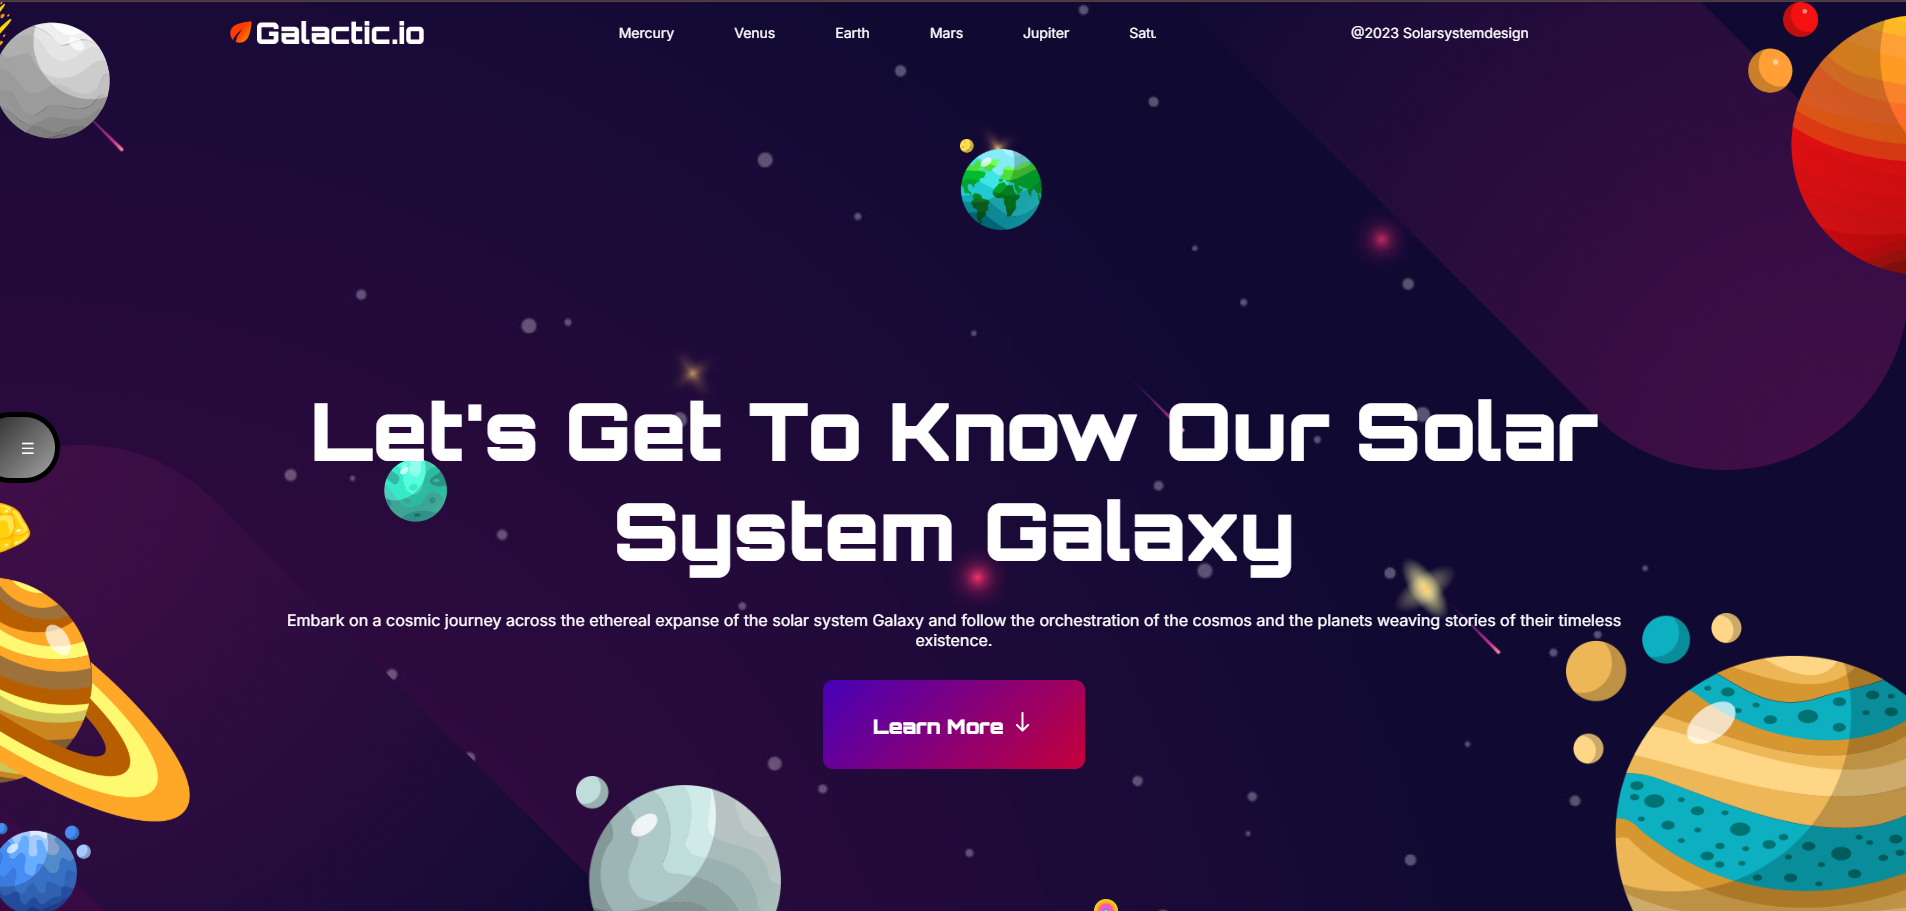 Galactic.io
Mercury Venus Earth Mars Jupiter Satu
@2023 Solarsystemdesign
Let's Get To Know Our Solar
System Galaxy
Embark on a cosmic journey across the ethereal expanse of the solar system Galaxy and follow the orchestration of the cosmos and the planets weaving stories of their timeless
existence.
Learn More ↓